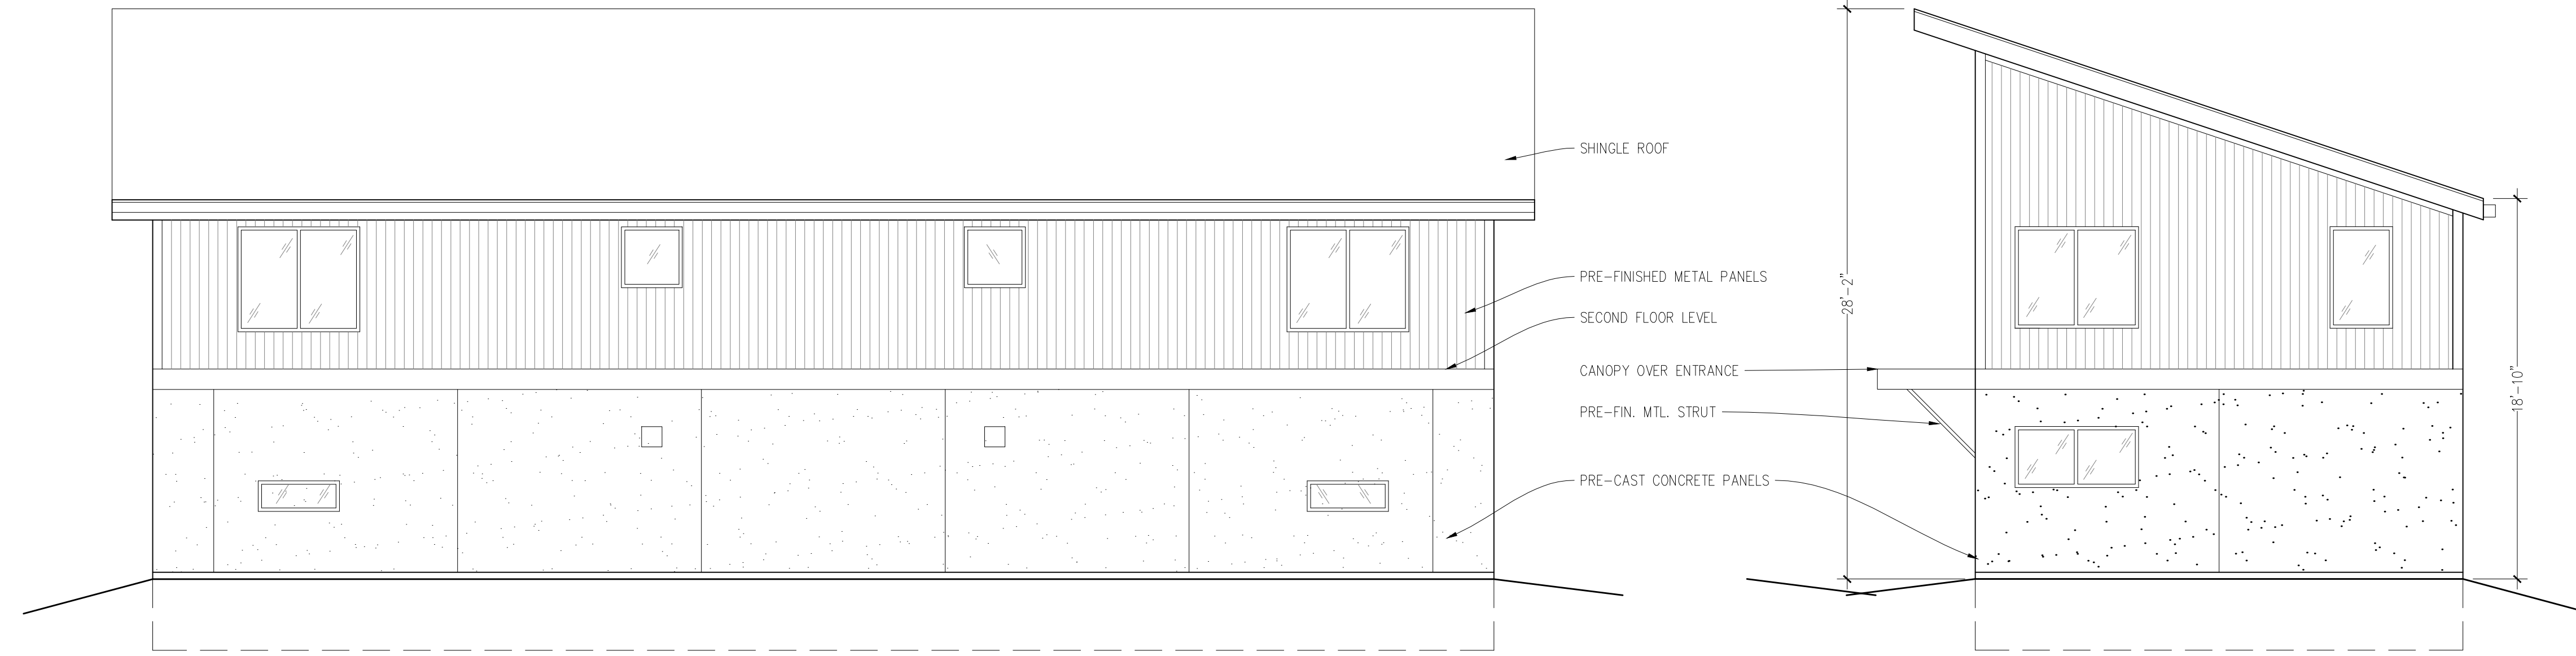 SHINGLE ROOF
PRE-FINISHED METAL PANELS
SECOND FLOOR LEVEL
CANOPY OVER ENTRANCE
PRE-FIN. MTL. STRUT
PRE-CAST CONCRETE PANELS
28'-2"
18'-10"